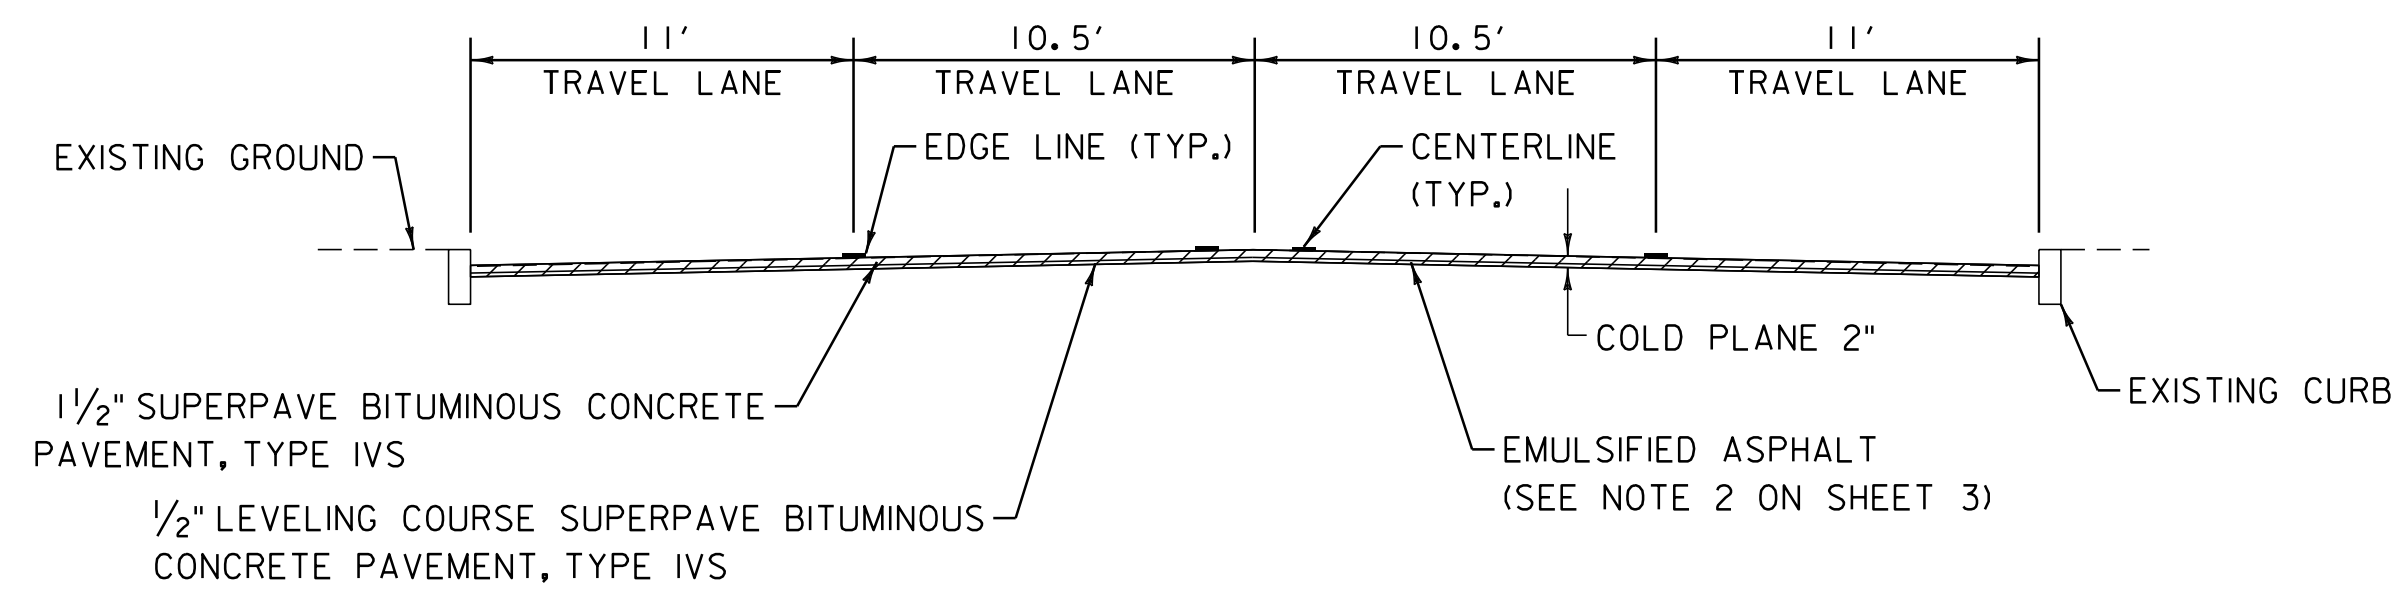 11' 10.5' 10.5' 11'
TRAVEL LANE TRAVEL LANE TRAVEL LANE TRAVEL LANE
EXISTING GROUND
EDGE LINE (TYP.)
CENTERLINE
(TYP.)
COLD PLANE 2"
EXISTING CURB
1 1/2" SUPERPAVE BITUMINOUS CONCRETE
PAVEMENT, TYPE IVS
EMULSIFIED ASPHALT
(SEE NOTE 2 ON SHEET 3)
1/2" LEVELING COURSE SUPERPAVE BITUMINOUS
CONCRETE PAVEMENT, TYPE IVS